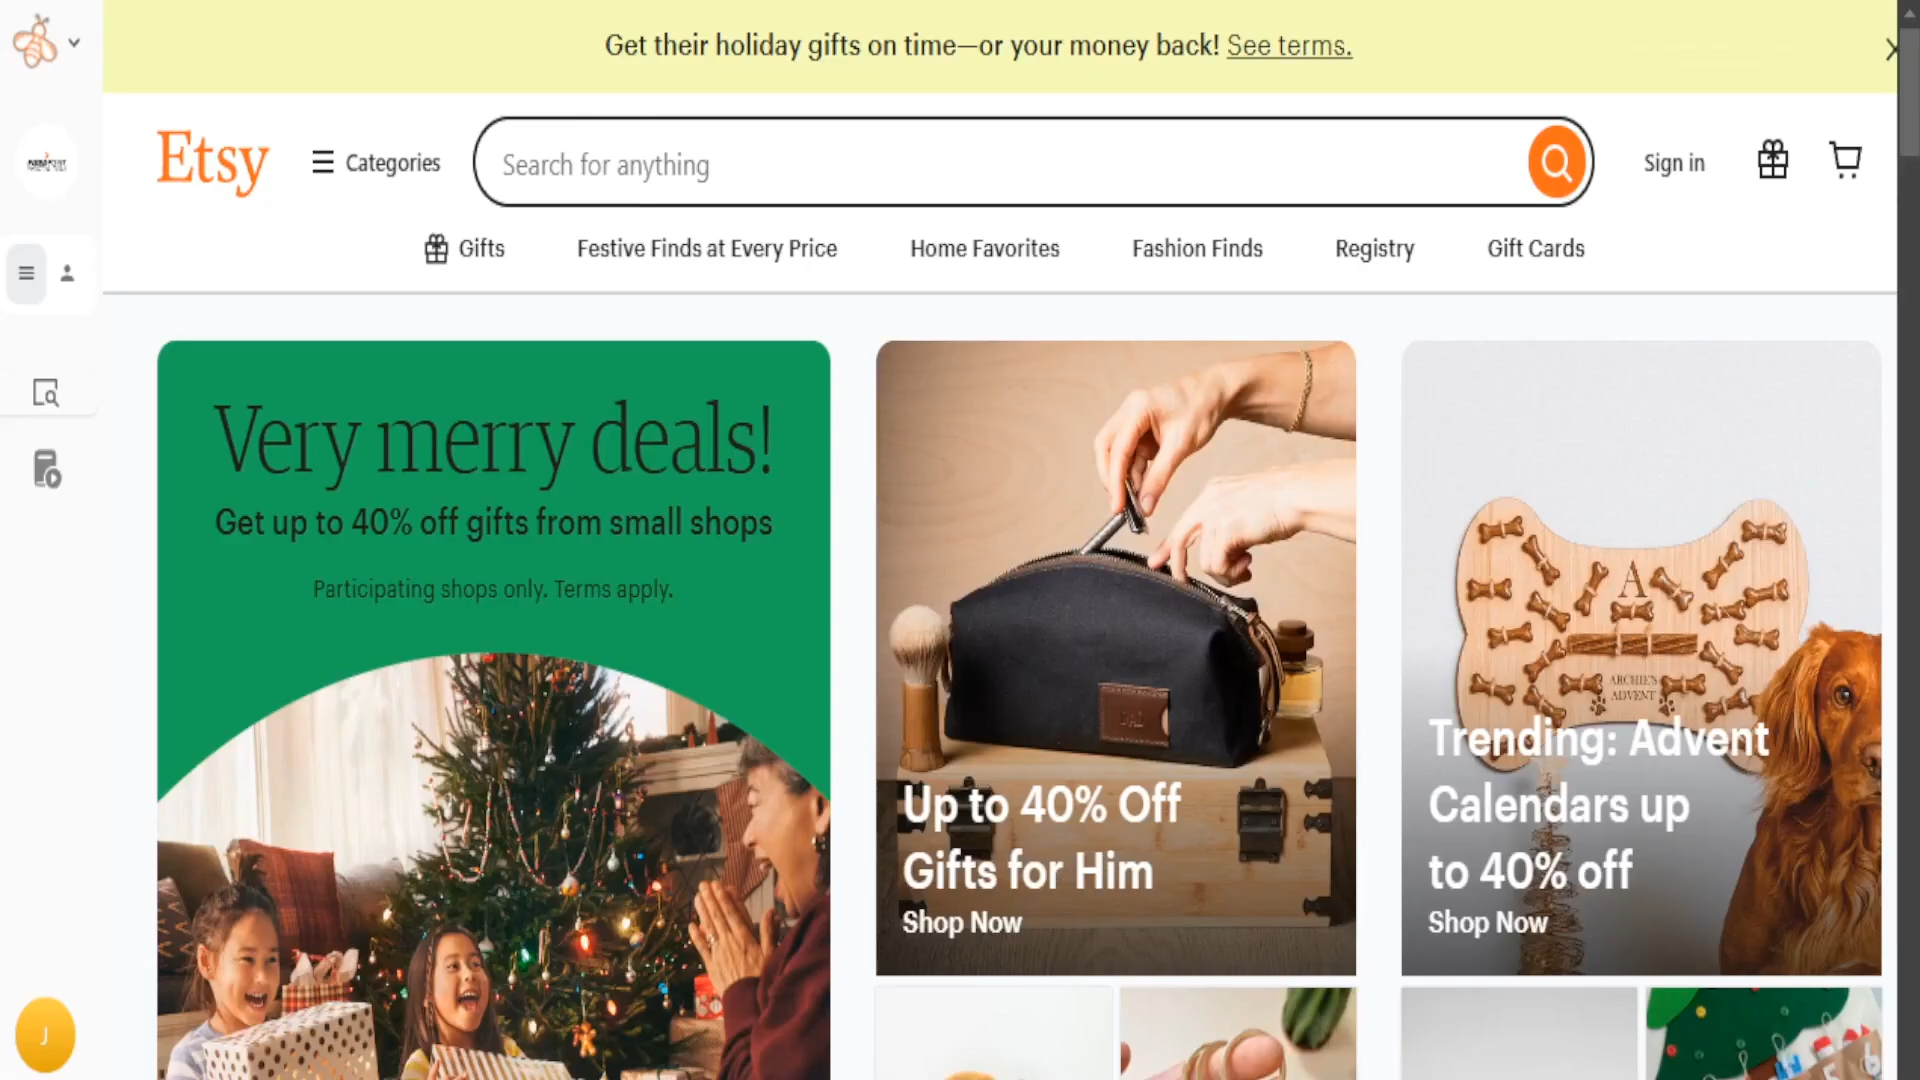 Get their holiday gifts on time—or your money back! See terms.
Etsy
Categories
Search for anything
Sign in
Gifts
Festive Finds at Every Price
Home Favorites
Fashion Finds
Registry
Gift Cards
Very merry deals!
Get up to 40% off gifts from small shops
Participating shops only. Terms apply.
DAD
Up to 40% Off
Gifts for Him
Shop Now
A
ARCHIE'S
ADVENT
Trending: Advent
Calendars up
to 40% off
Shop Now
J